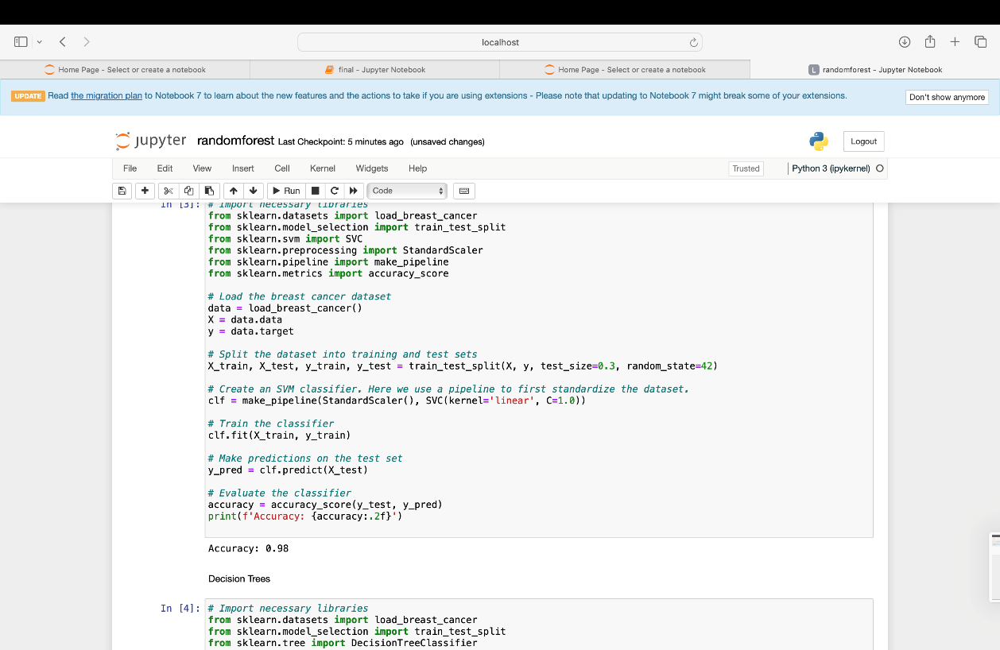 localhost
Home Page - Select or create a notebook
final - Jupyter Notebook
Home Page - Select or create a notebook
L randomforest - Jupyter Notebook
UPDATE Read the migration plan to Notebook 7 to learn about the new features and the actions to take if you are using extensions - Please note that updating to Notebook 7 might break some of your extensions.
Don't show anymore
jupyter randomforest Last Checkpoint: 5 minutes ago (unsaved changes)
Logout
File Edit View Insert Cell Kernel Widgets Help
Trusted
Python 3 (ipykernel)
Run
Code
In [3]: # Import necessary libraries
from sklearn.datasets import load_breast_cancer
from sklearn.model_selection import train_test_split
from sklearn.svm import SVC
from sklearn.preprocessing import StandardScaler
from sklearn.pipeline import make_pipeline
from sklearn.metrics import accuracy_score
# Load the breast cancer dataset
data = load_breast_cancer()
X = data.data
y = data.target
# Split the dataset into training and test sets
X_train, X_test, y_train, y_test = train_test_split(X, y, test_size=0.3, random_state=42)
# Create an SVM classifier. Here we use a pipeline to first standardize the dataset.
clf = make_pipeline(StandardScaler(), SVC(kernel='linear', C=1.0))
# Train the classifier
clf.fit(X_train, y_train)
# Make predictions on the test set
y_pred = clf.predict(X_test)
# Evaluate the classifier
accuracy = accuracy_score(y_test, y_pred)
print(f'Accuracy: {accuracy:.2f}')
Accuracy: 0.98
Decision Trees
In [4]: # Import necessary libraries
from sklearn.datasets import load_breast_cancer
from sklearn.model_selection import train_test_split
from sklearn.tree import DecisionTreeClassifier